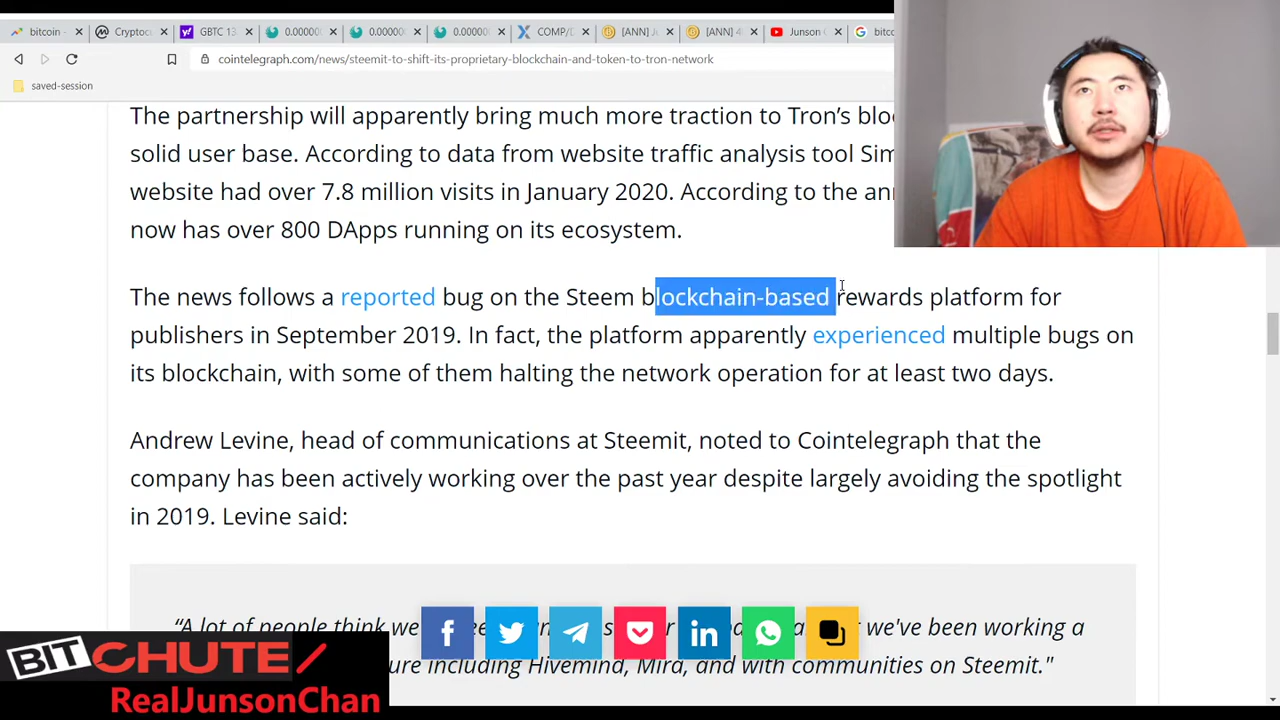 bitcoin
Cryptoc
GBTC 13
0.00000
0.00000
0.00000
COMP/D
[ANN] J
[ANN] 4
Junson
bitc
cointelegraph.com/news/steemit-to-shift-its-proprietary-blockchain-and-token-to-tron-network
saved-session
The partnership will apparently bring much more traction to Tron's bloc
solid user base. According to data from website traffic analysis tool Sim
website had over 7.8 million visits in January 2020. According to the ann
now has over 800 DApps running on its ecosystem.
The news follows a reported bug on the Steem blockchain-based rewards platform for
publishers in September 2019. In fact, the platform apparently experienced multiple bugs on
its blockchain, with some of them halting the network operation for at least two days.
Andrew Levine, head of communications at Steemit, noted to Cointelegraph that the
company has been actively working over the past year despite largely avoiding the spotlight
in 2019. Levine said:
“A lot of people think we we've been working a
ure including Hivemind, Mira, and with communities on Steemit."
BITCHUTE/
RealJunsonChan